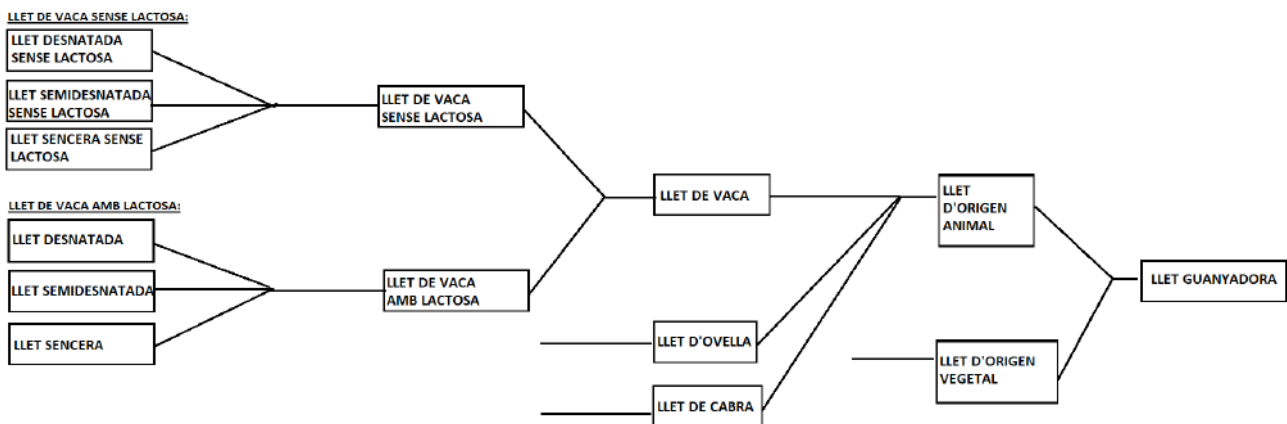 LLET DE VACA SENSE LACTOSA:
LLET DESNATADA
SENSE LACTOSA
LLET SEMIDESNATADA
SENSE LACTOSA
LLET SENCERA SENSE
LACTOSA
LLET DE VACA
SENSE LACTOSA
LLET DE VACA AMB LACTOSA:
LLET DESNATADA
LLET SEMIDESNATADA
LLET SENCERA
LLET DE VACA
AMB LACTOSA
LLET DE VACA
LLET D'OVELLA
LLET DE CABRA
LLET
D'ORIGEN
ANIMAL
LLET D'ORIGEN
VEGETAL
LLET GUANYADORA